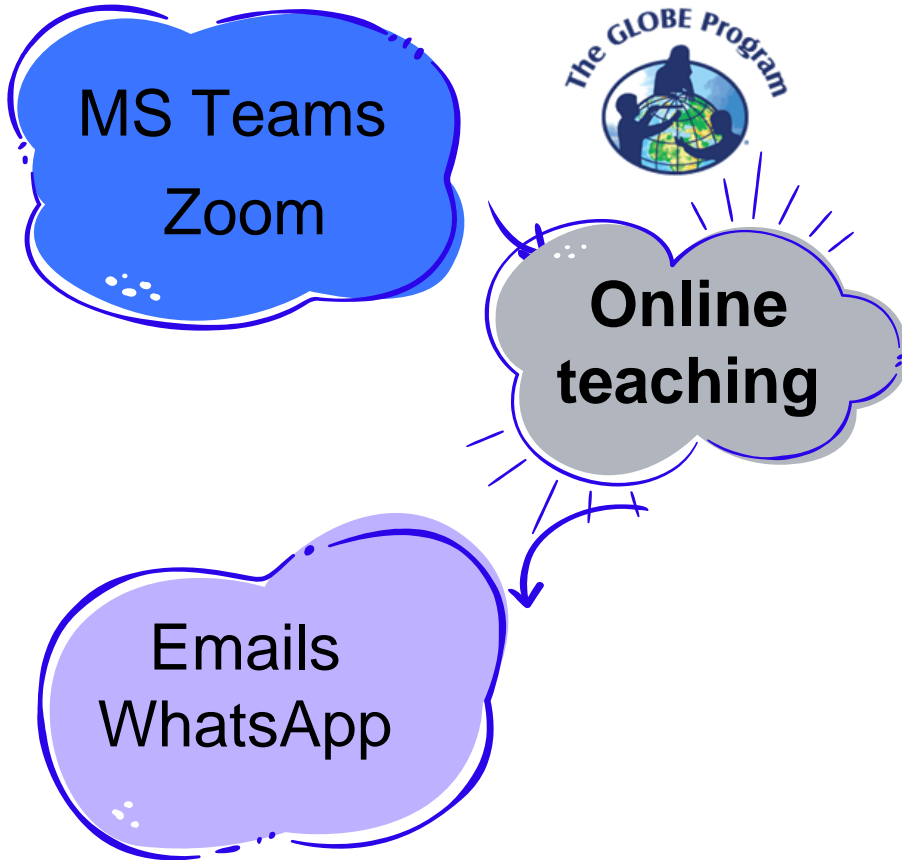 The GLOBE Program
MS Teams
Zoom
Online
teaching
Emails
WhatsApp